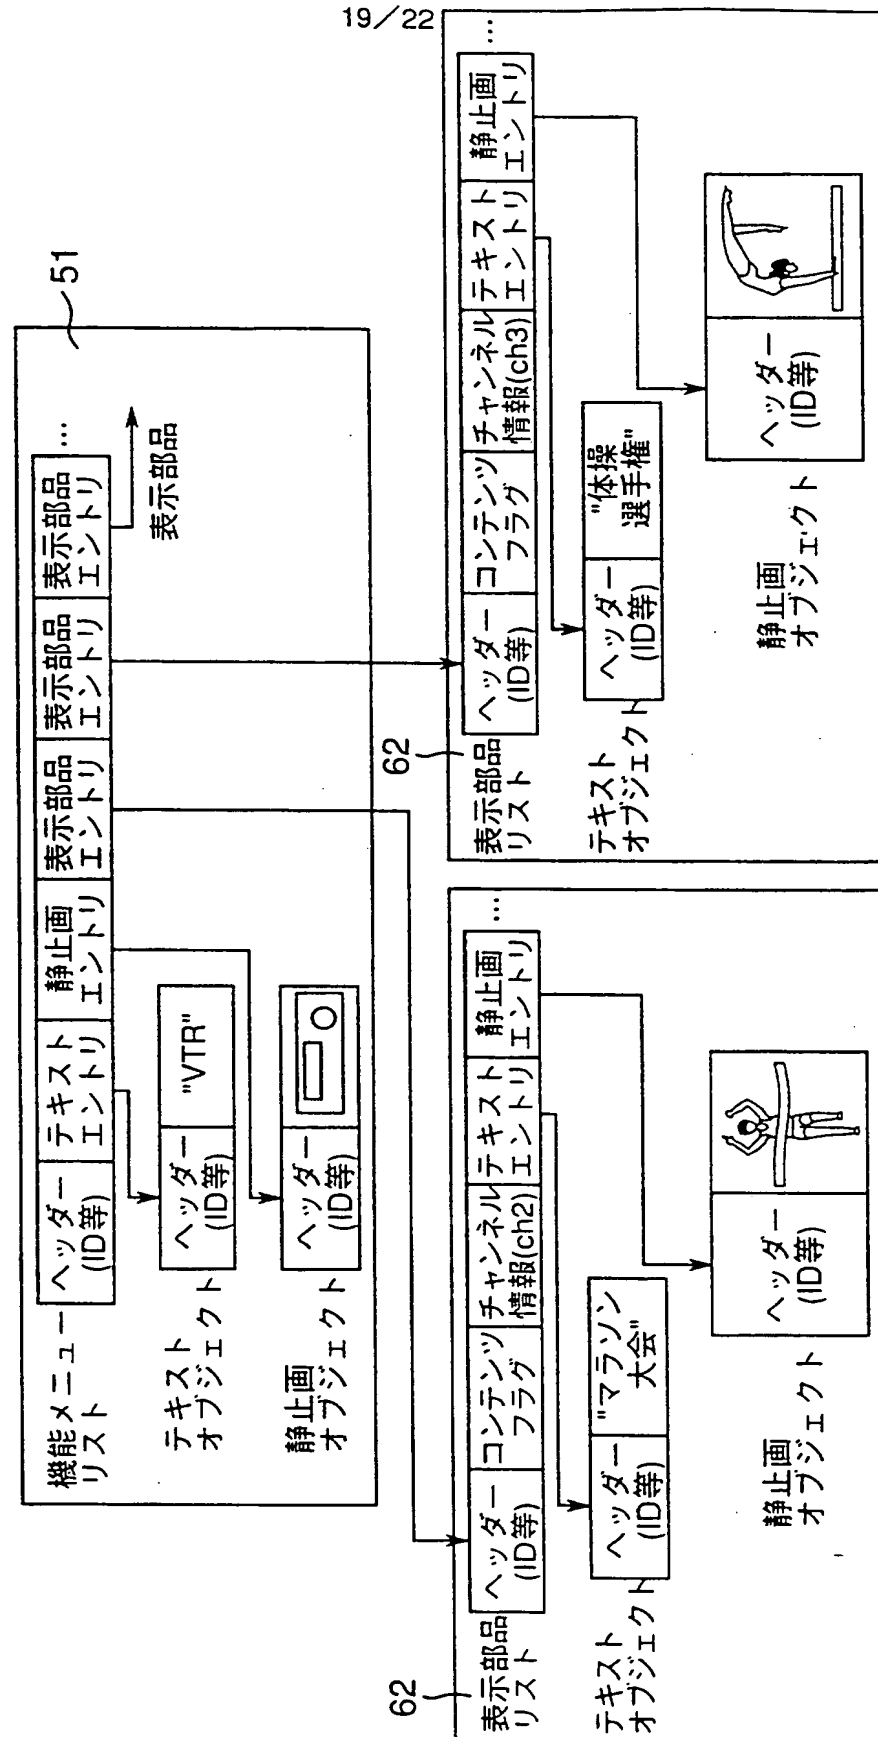 19/22
51
機能メニュー
リスト
ヘッダー
(ID等)
テキスト
エントリ
静止画
エントリ
表示部品
エントリ
表示部品
エントリ
表示部品
エントリ
...
表示部品
テキスト
オブジェクト
ヘッダー
(ID等)
"VTR"
静止画
オブジェクト
ヘッダー
(ID等)
62
表示部品
リスト
ヘッダー
(ID等)
コンテンツ
フラグ
チャンネル
情報(ch2)
テキスト
エントリ
静止画
エントリ
...
テキスト
オブジェクト
ヘッダー
(ID等)
"マラソン
大会"
静止画
オブジェクト
ヘッダー
(ID等)
62
表示部品
リスト
ヘッダー
(ID等)
コンテンツ
フラグ
チャンネル
情報(ch3)
テキスト
エントリ
静止画
エントリ
...
テキスト
オブジェクト
ヘッダー
(ID等)
"体操
選手権"
静止画
オブジェクト
ヘッダー
(ID等)